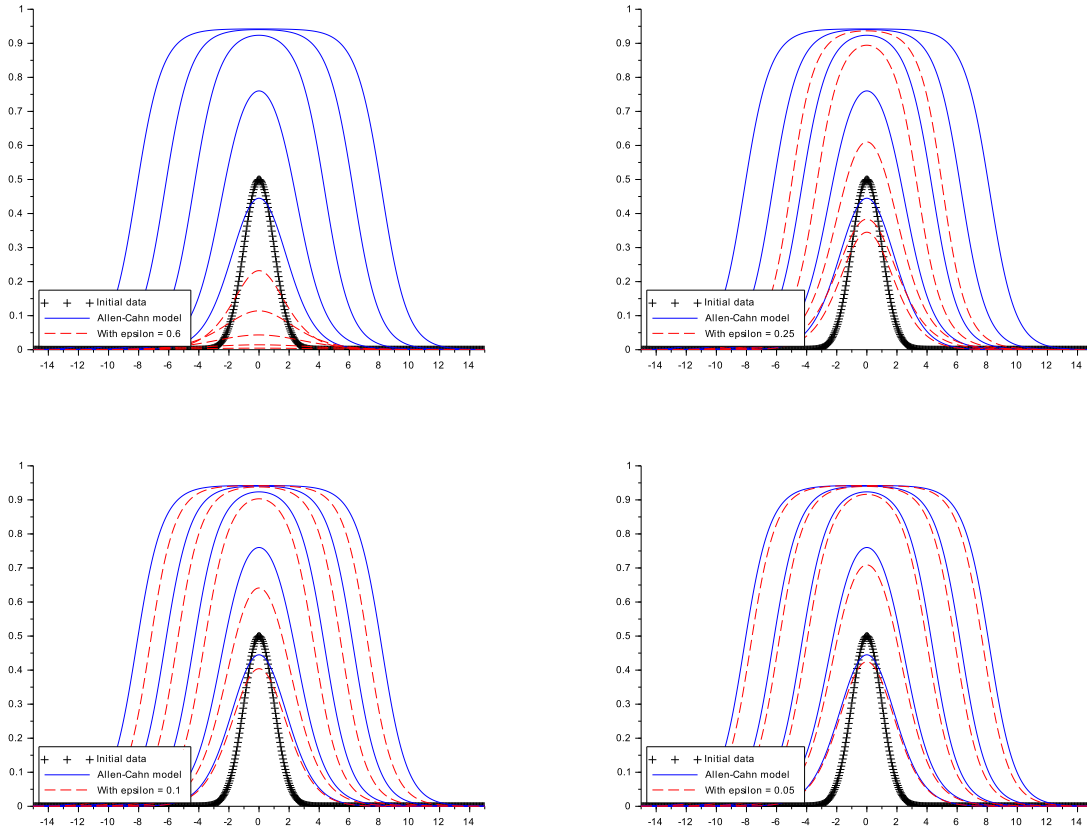 1
0.9
0.8
0.7
0.6
0.5
0.4
0.3
0.2
0.1
0
-14 -12 -10 -8 -6 -4 -2 0 2 4 6 8 10 12 14
+ + + Initial data
Allen-Cahn model
With epsilon = 0.6
1
0.9
0.8
0.7
0.6
0.5
0.4
0.3
0.2
0.1
0
-14 -12 -10 -8 -6 -4 -2 0 2 4 6 8 10 12 14
+ + + Initial data
Allen-Cahn model
With epsilon = 0.25
1
0.9
0.8
0.7
0.6
0.5
0.4
0.3
0.2
0.1
0
-14 -12 -10 -8 -6 -4 -2 0 2 4 6 8 10 12 14
+ + + Initial data
Allen-Cahn model
With epsilon = 0.1
1
0.9
0.8
0.7
0.6
0.5
0.4
0.3
0.2
0.1
0
-14 -12 -10 -8 -6 -4 -2 0 2 4 6 8 10 12 14
+ + + Initial data
Allen-Cahn model
With epsilon = 0.05